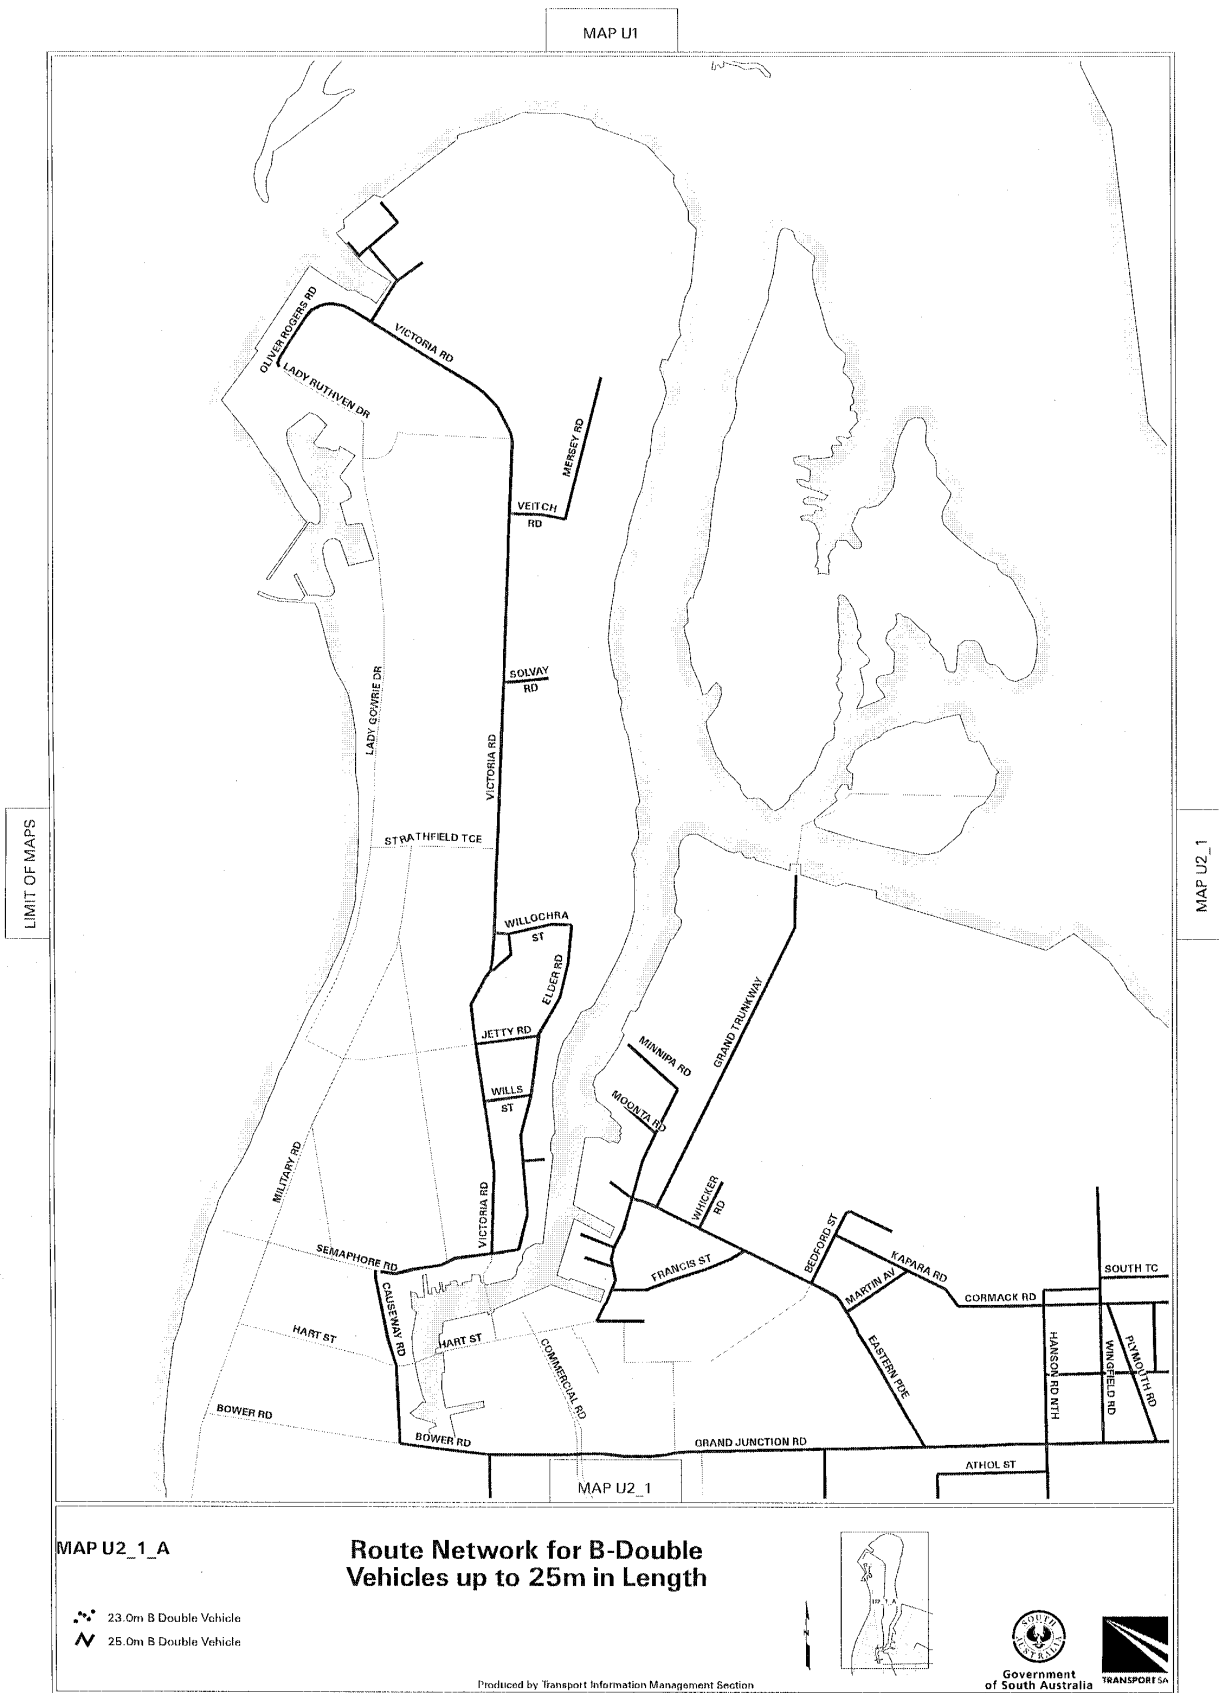 MAP U1
OLIVER ROGERS RD
VICTORIA RD
LADY RUTHVEN DR
MERSEY RD
VEITCH
RD
SOLVAY
RD
LADY GOWRIE DR
VICTORIA RD
STRATHFIELD TCE
LIMIT OF MAPS
MAP U2_1
WILLOCHRA
ST
ELDER RD
GRAND TRUNKWAY
JETTY RD
MINNIPA RD
WILLS
ST
MOONTA RD
MILITARY RD
VICTORIA RD
WHICKER
RD
BEDFORD ST
SEMAPHORE RD
FRANCIS ST
KAPARA RD
MARTIN AV
SOUTH TC
CORMACK RD
CAUSEWAY RD
HART ST
HART ST
COMMERCIAL RD
EASTERN PDE
HANSON RD NTH
WINGFIELD RD
PLYMOUTH RD
BOWER RD
BOWER RD
GRAND JUNCTION RD
ATHOL ST
MAP U2_1
MAP U2_1_A
Route Network for B-Double
Vehicles up to 25m in Length
23.0m B Double Vehicle
25.0m B Double Vehicle
N
SOUTH
AUSTRALIA
Government
of South Australia
TRANSPORT SA
Produced by Transport Information Management Section